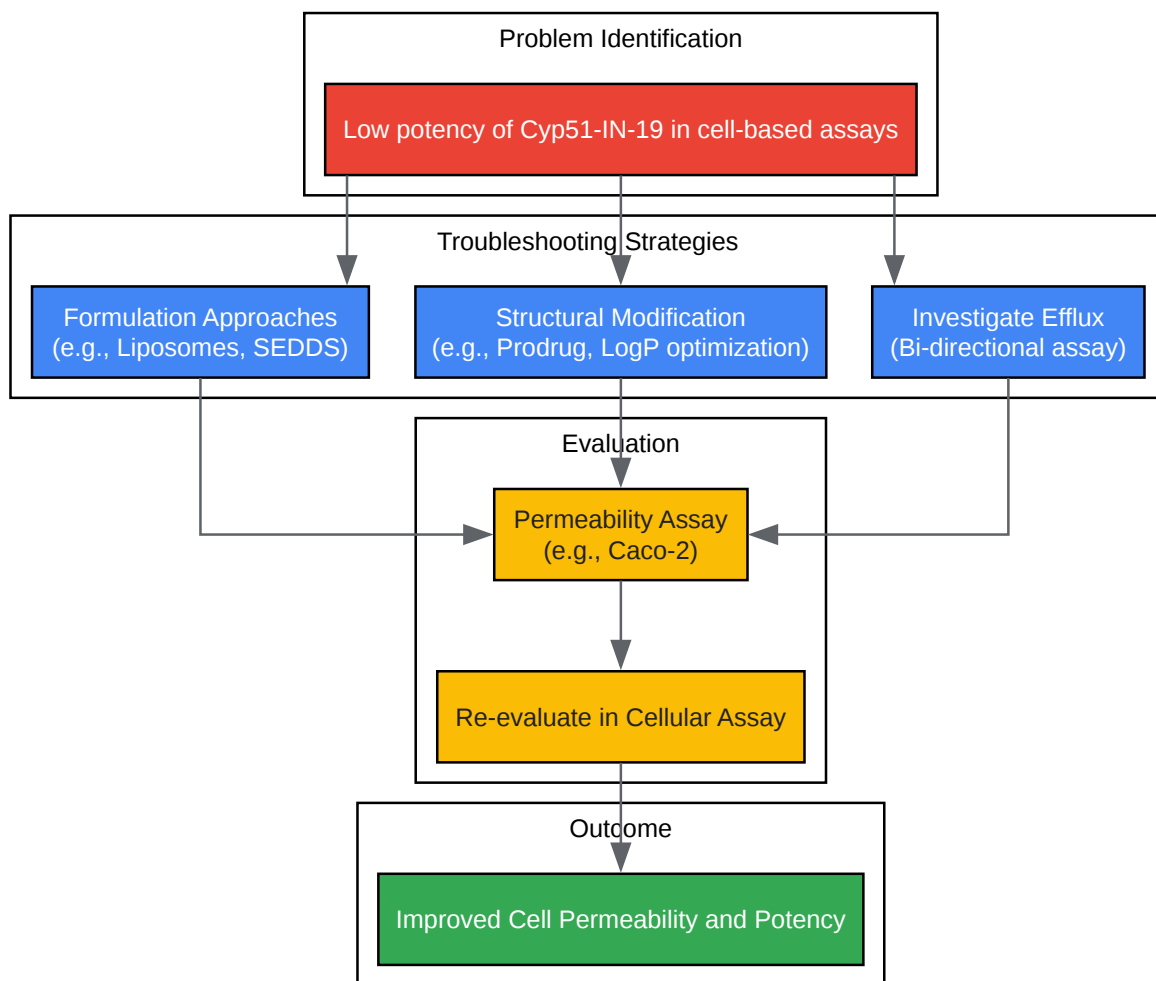 Problem Identification
Low potency of Cyp51-IN-19 in cell-based assays
Troubleshooting Strategies
Formulation Approaches
(e.g., Liposomes, SEDDS)
Structural Modification
(e.g., Prodrug, LogP optimization)
Investigate Efflux
(Bi-directional assay)
Evaluation
Permeability Assay
(e.g., Caco-2)
Re-evaluate in Cellular Assay
Outcome
Improved Cell Permeability and Potency